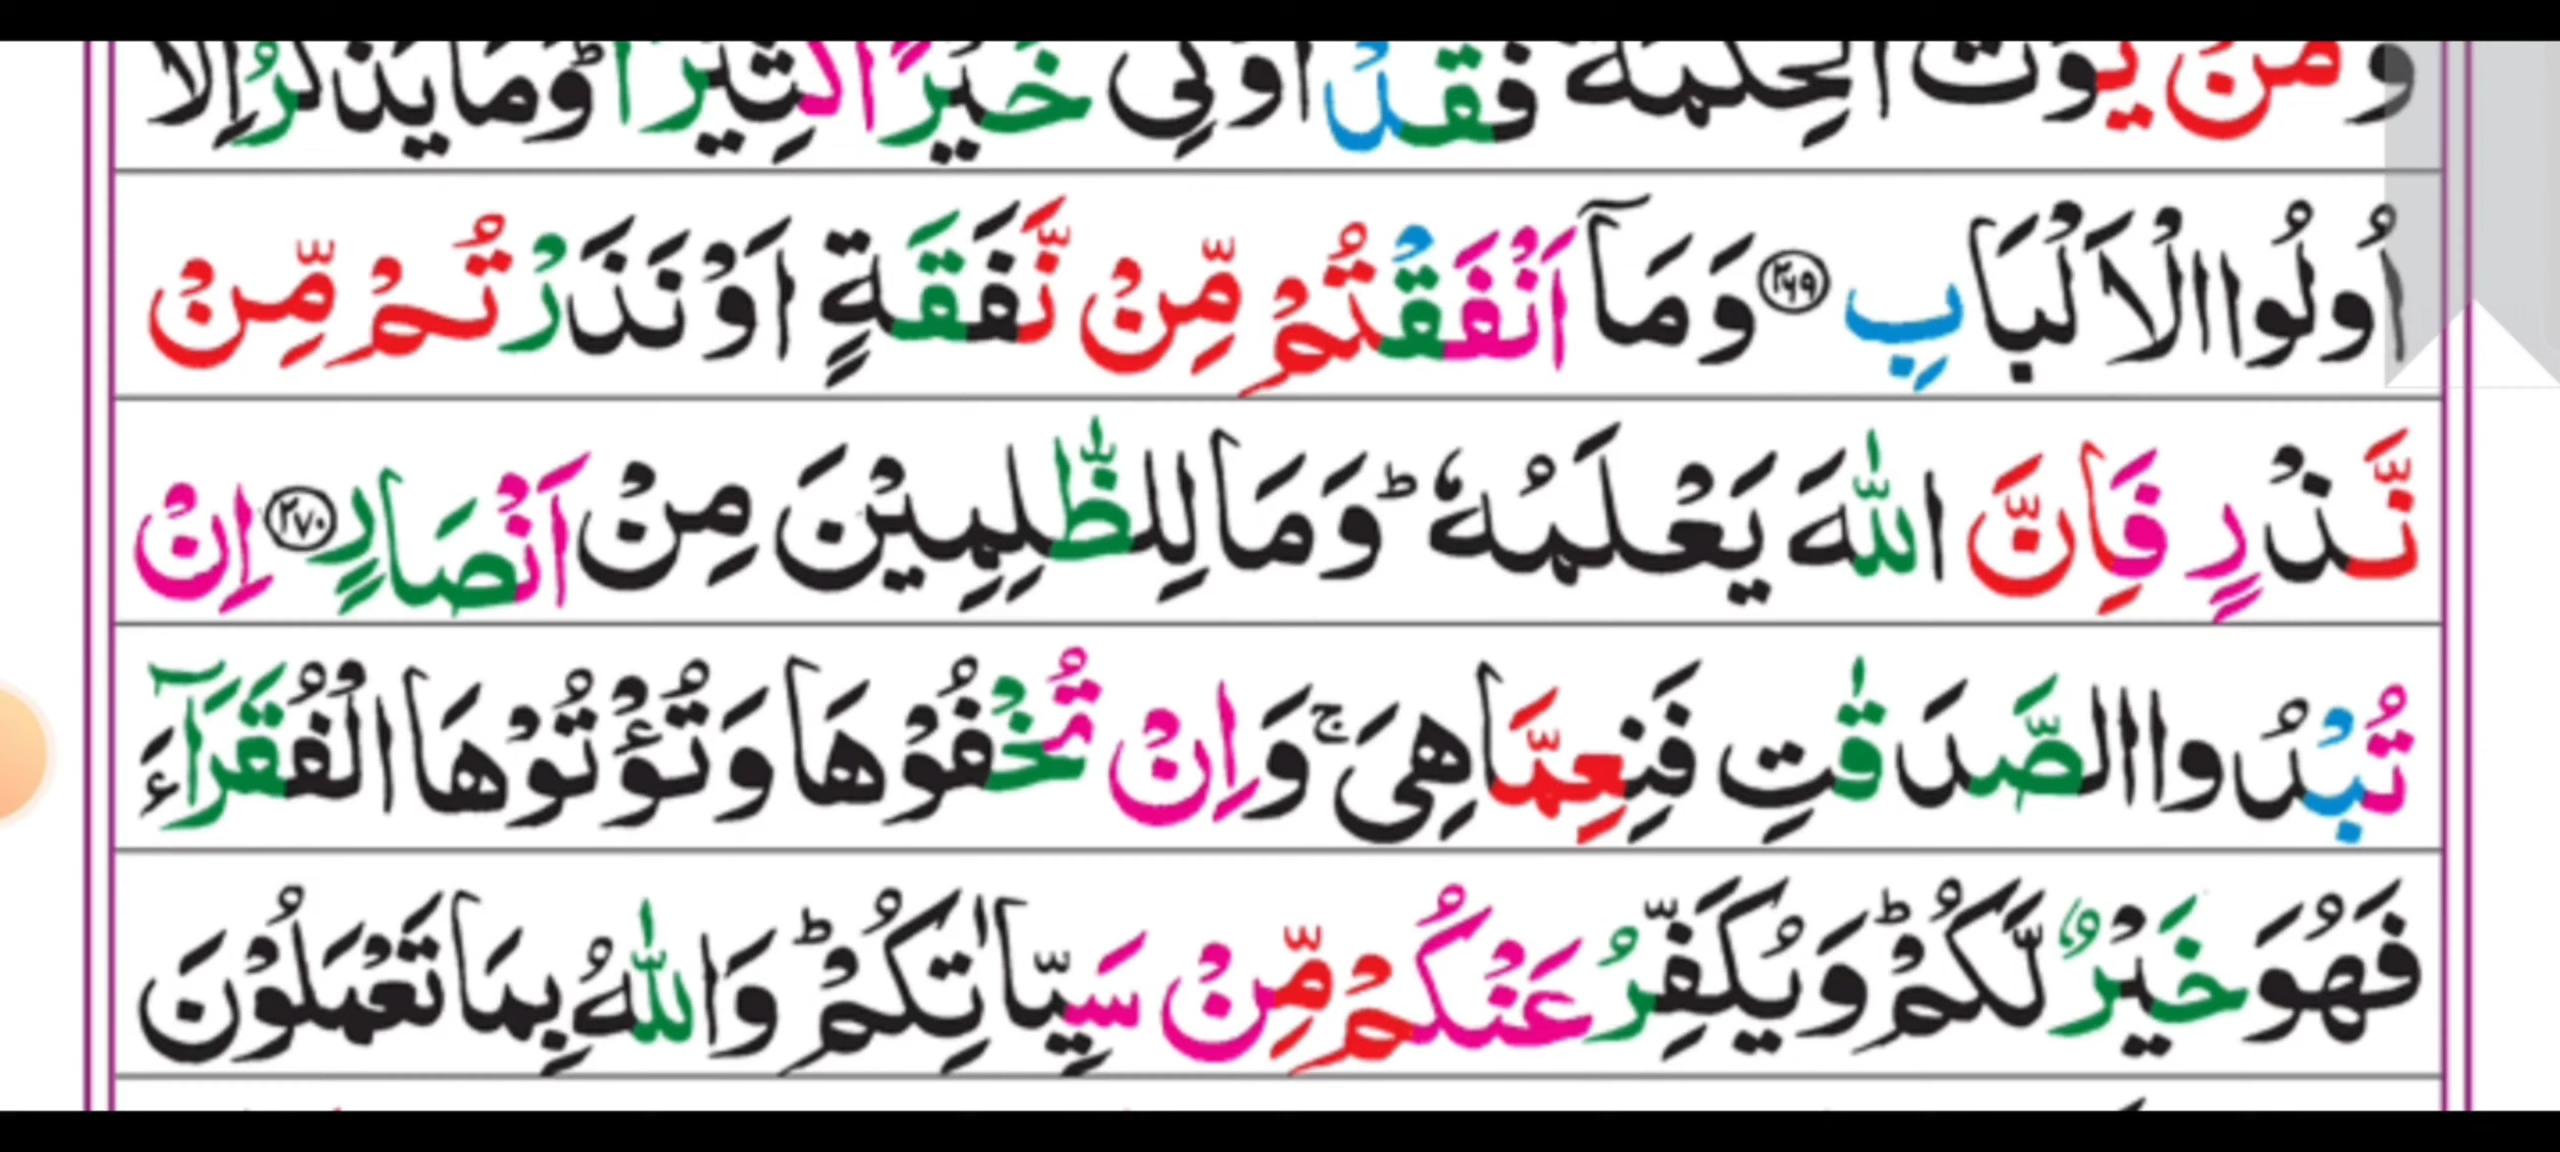 وَمَنْ يُّؤْتَ الْحِكْمَةَ فَقَدْ اُوْتِیَ خَيْرًا كَثِيْرًا ؕ وَمَا يَذَّكَّرُ اِلَّاۤ
اُولُوا الْاَلْبَابِ ﴿۲۶۹﴾ وَمَاۤ اَنْفَقْتُمْ مِّنْ نَّفَقَةٍ اَوْ نَذَرْتُمْ مِّنْ
نَّذْرٍ فَاِنَّ اللّٰهَ يَعْلَمُهٗ ؕ وَمَا لِلظّٰلِمِيْنَ مِنْ اَنْصَارٍ ﴿۲۷۰﴾ اِنْ
تُبْدُوا الصَّدَقٰتِ فَنِعِمَّا هِیَ ۚ وَاِنْ تُخْفُوْهَا وَتُؤْتُوْهَا الْفُقَرَآءَ
فَهُوَ خَيْرٌ لَّكُمْ ؕ وَيُكَفِّرُ عَنْكُمْ مِّنْ سَيِّاٰتِكُمْ ؕ وَاللّٰهُ بِمَا تَعْمَلُوْنَ